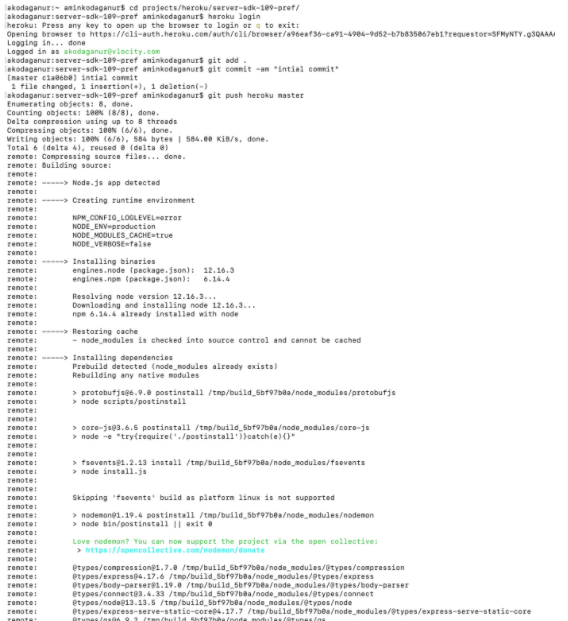 akodaganur:~ aminkodaganur$ cd projects/heroku/server-sdk-109-pref/
akodaganur:server-sdk-109-pref aminkodaganur$ heroku login
heroku: Press any key to open up the browser to login or q to exit:
Opening browser to https://cli-auth.heroku.com/auth/cli/browser/a96eaf36-ca91-4904-9d52-b7b835067eb1?requestor=SFMyNTY.g3QAAAA
Logging in... done
Logged in as akodaganur@vlocity.com
akodaganur:server-sdk-109-pref aminkodaganur$ git add .
akodaganur:server-sdk-109-pref aminkodaganur$ git commit -am "intial commit"
[master c1a06b0] intial commit
1 file changed, 1 insertion(+), 1 deletion(-)
akodaganur:server-sdk-109-pref aminkodaganur$ git push heroku master
Enumerating objects: 8, done.
Counting objects: 100% (8/8), done.
Delta compression using up to 8 threads
Compressing objects: 100% (6/6), done.
Writing objects: 100% (6/6), 584 bytes | 584.00 KiB/s, done.
Total 6 (delta 4), reused 0 (delta 0)
remote: Compressing source files... done.
remote: Building source:
remote:
remote: -----> Node.js app detected
remote:
remote: -----> Creating runtime environment
remote:
remote: NPM_CONFIG_LOGLEVEL=error
remote: NODE_ENV=production
remote: NODE_MODULES_CACHE=true
remote: NODE_VERBOSE=false
remote:
remote: -----> Installing binaries
remote: engines.node (package.json): 12.16.3
remote: engines.npm (package.json): 6.14.4
remote:
remote: Resolving node version 12.16.3...
remote: Downloading and installing node 12.16.3...
remote: npm 6.14.4 already installed with node
remote:
remote: -----> Restoring cache
remote: - node_modules is checked into source control and cannot be cached
remote:
remote: -----> Installing dependencies
remote: Prebuild detected (node_modules already exists)
remote: Rebuilding any native modules
remote:
remote: > protobufjs@6.9.0 postinstall /tmp/build_5bf97b0a/node_modules/protobufjs
remote: > node scripts/postinstall
remote:
remote:
remote: > core-js@3.6.5 postinstall /tmp/build_5bf97b0a/node_modules/core-js
remote: > node -e "try{require('./postinstall')}catch(e){}"
remote:
remote:
remote: > fsevents@1.2.13 install /tmp/build_5bf97b0a/node_modules/fsevents
remote: > node install.js
remote:
remote:
remote: Skipping 'fsevents' build as platform linux is not supported
remote:
remote: > nodemon@1.19.4 postinstall /tmp/build_5bf97b0a/node_modules/nodemon
remote: > node bin/postinstall || exit 0
remote:
remote: Love nodemon? You can now support the project via the open collective:
remote: > https://opencollective.com/nodemon/donate
remote:
remote: @types/compression@1.7.0 /tmp/build_5bf97b0a/node_modules/@types/compression
remote: @types/express@4.17.6 /tmp/build_5bf97b0a/node_modules/@types/express
remote: @types/body-parser@1.19.0 /tmp/build_5bf97b0a/node_modules/@types/body-parser
remote: @types/connect@3.4.33 /tmp/build_5bf97b0a/node_modules/@types/connect
remote: @types/node@13.13.5 /tmp/build_5bf97b0a/node_modules/@types/node
remote: @types/express-serve-static-core@4.17.7 /tmp/build_5bf97b0a/node_modules/@types/express-serve-static-core
remote: @types/qs@6.9.2 /tmp/build_5bf97b0a/node_modules/@types/qs